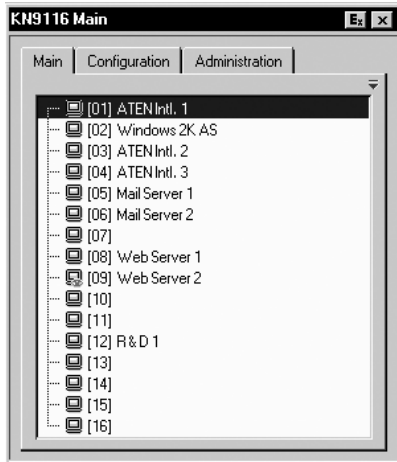 KN9116 Main
Ex
Main Configuration Administration
[01] ATEN Intl. 1
[02] Windows 2K AS
[03] ATEN Intl. 2
[04] ATEN Intl. 3
[05] Mail Server 1
[06] Mail Server 2
[07]
[08] Web Server 1
[09] Web Server 2
[10]
[11]
[12] R&D 1
[13]
[14]
[15]
[16]